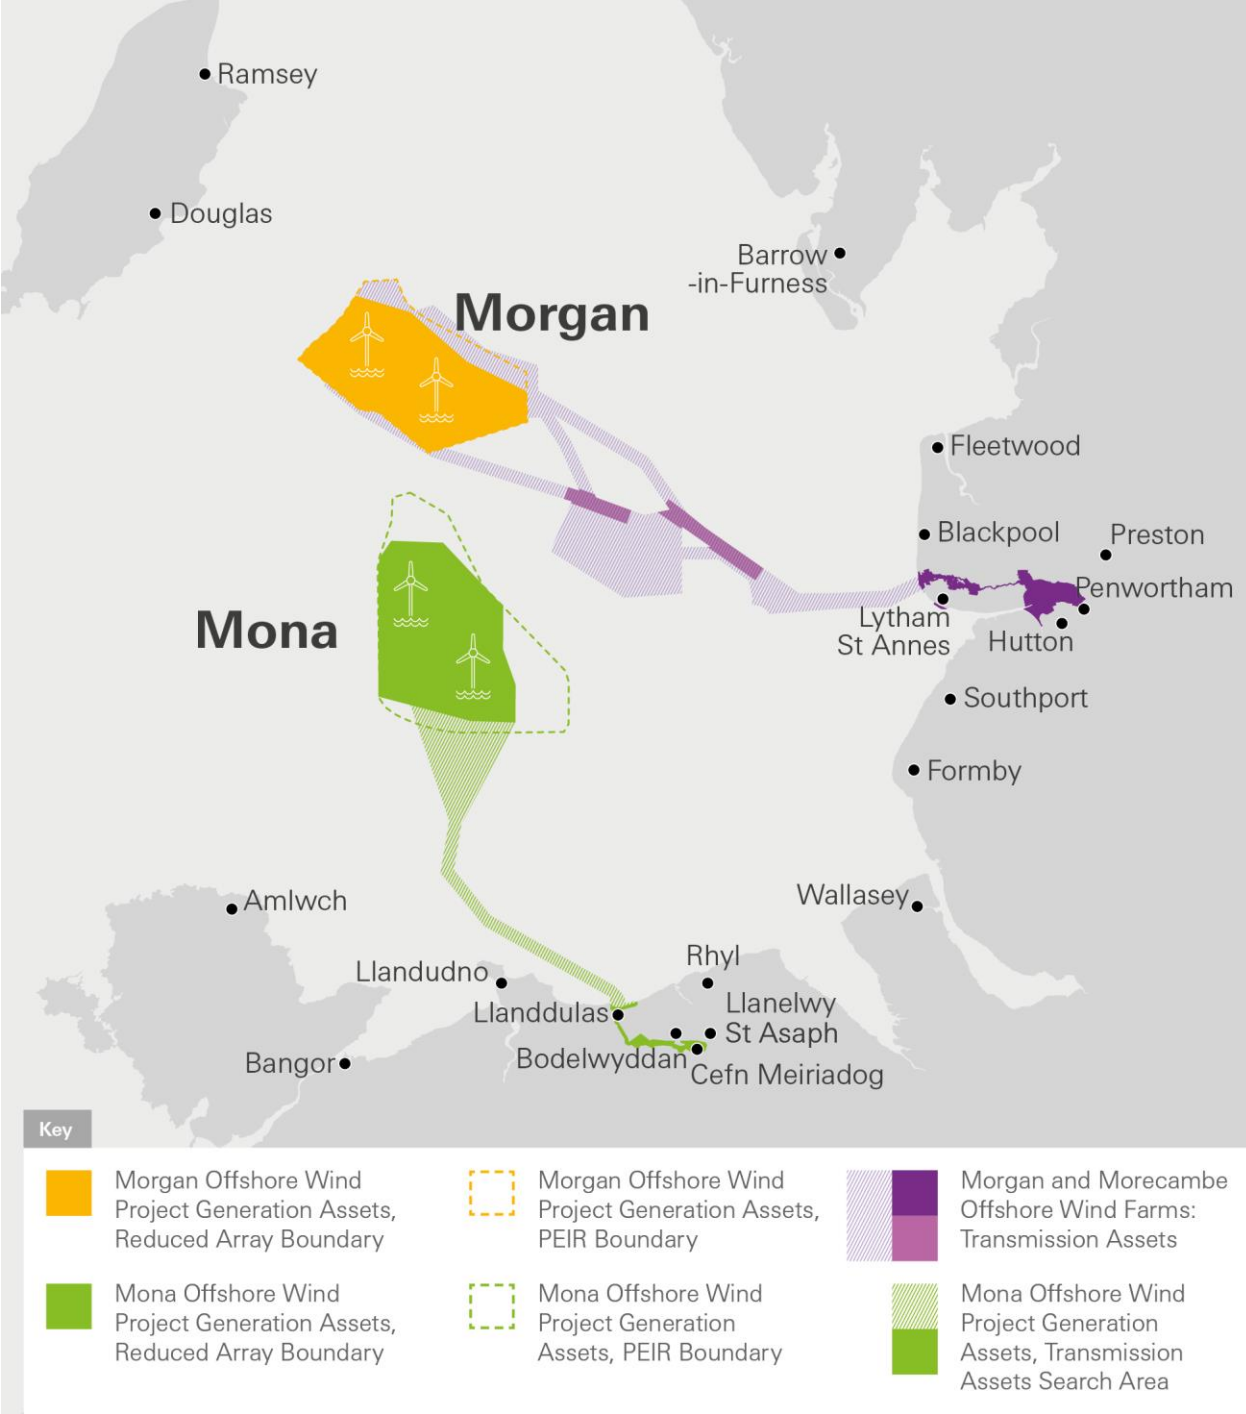 Ramsey
Douglas
Barrow
-in-Furness
Morgan
Fleetwood
Blackpool
Preston
Penwortham
Lytham
St Annes
Hutton
Mona
Southport
Formby
Amlwch
Wallasey
Rhyl
Llandudno
Llanddulas
Llanelwy
St Asaph
Bodelwyddan
Cefn Meiriadog
Bangor
Key
Morgan Offshore Wind
Project Generation Assets,
Reduced Array Boundary
Morgan Offshore Wind
Project Generation Assets,
PEIR Boundary
Morgan and Morecambe
Offshore Wind Farms:
Transmission Assets
Mona Offshore Wind
Project Generation Assets,
Reduced Array Boundary
Mona Offshore Wind
Project Generation
Assets, PEIR Boundary
Mona Offshore Wind
Project Generation
Assets, Transmission
Assets Search Area